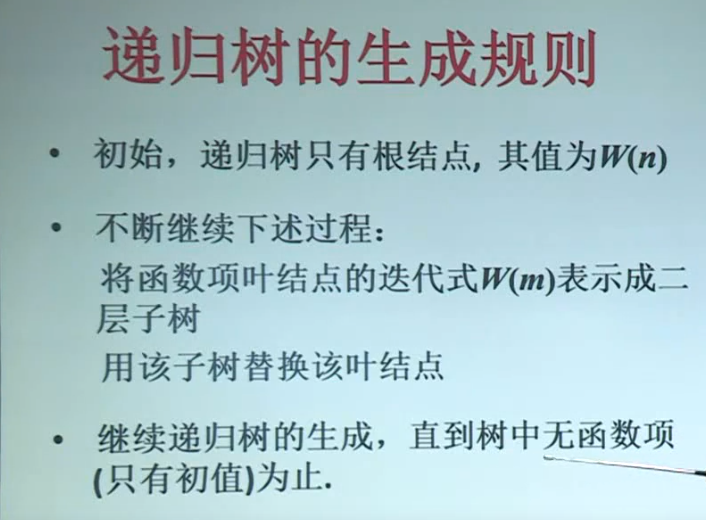 递归树的生成规则
• 初始，递归树只有根结点, 其值为W(n)
• 不断继续下述过程：
将函数项叶结点的迭代式W(m)表示成二
层子树
用该子树替换该叶结点
• 继续递归树的生成，直到树中无函数项
(只有初值)为止.